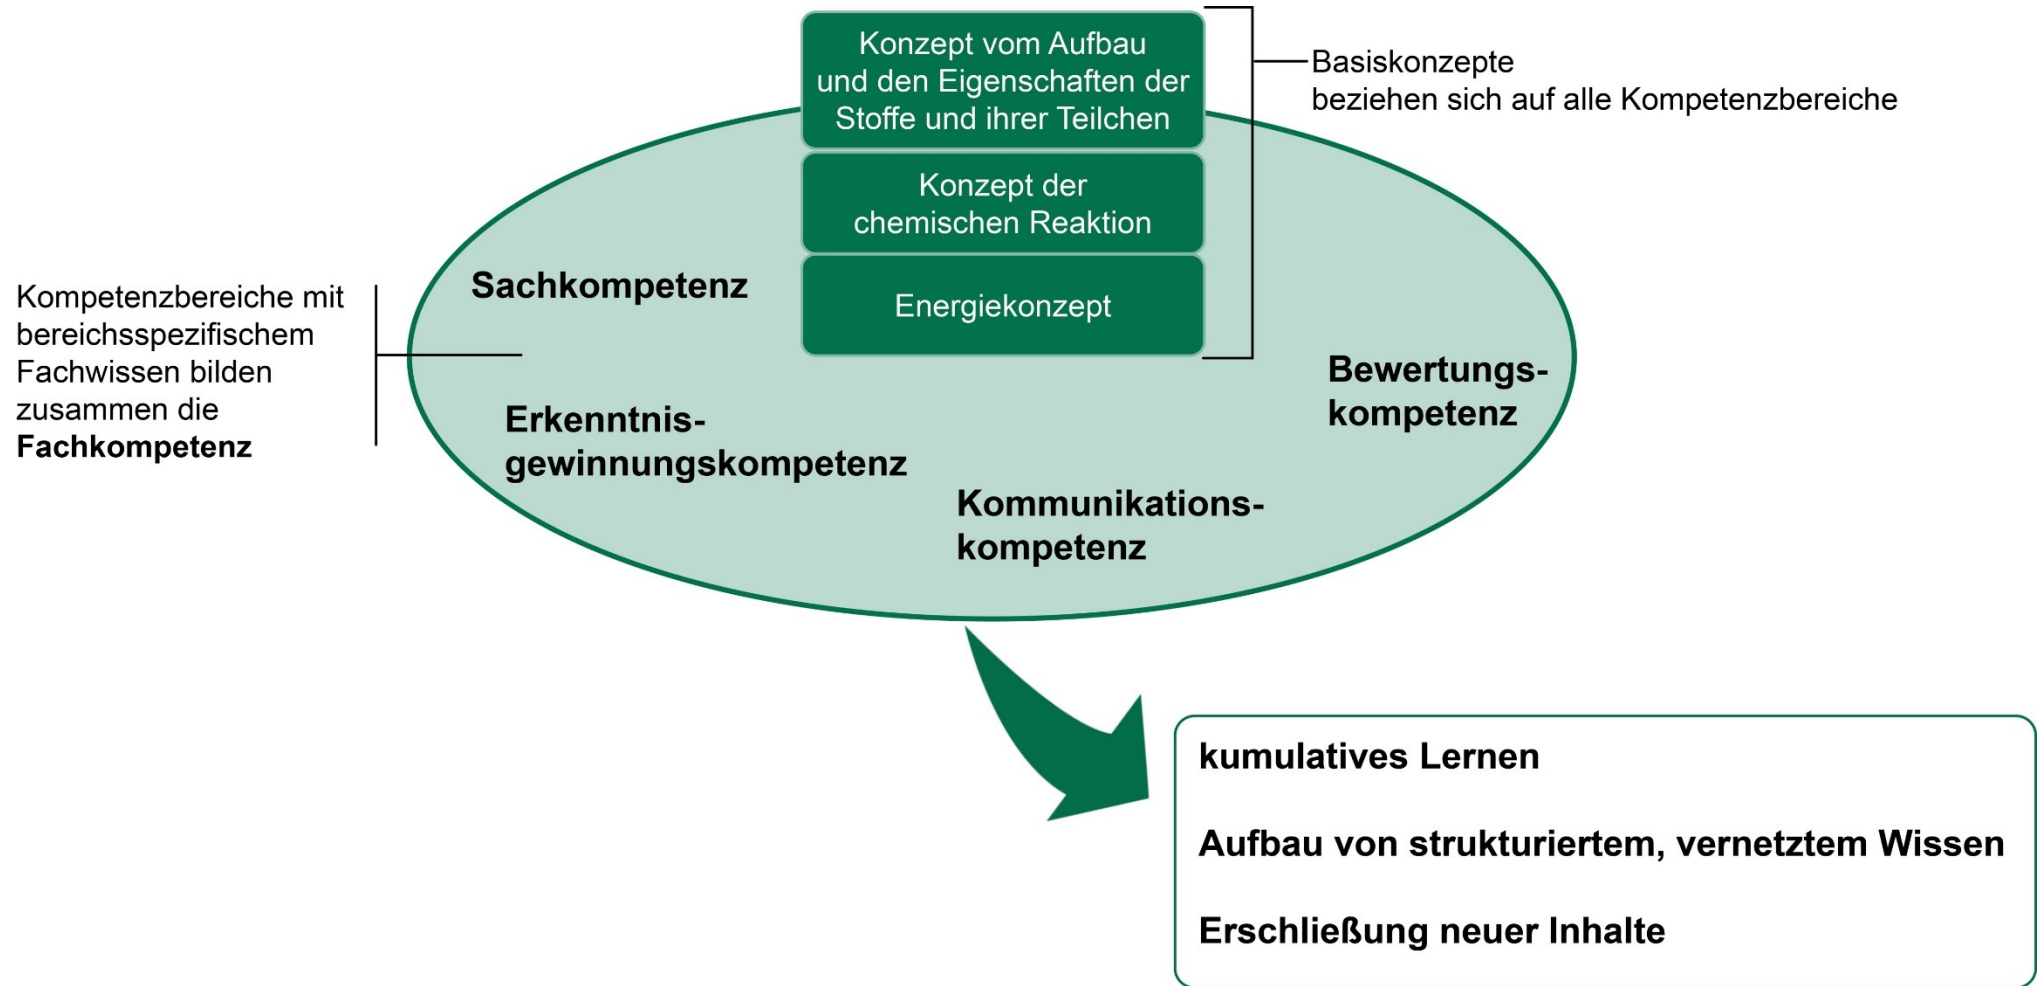 Konzept vom Aufbau
und den Eigenschaften der
Stoffe und ihrer Teilchen
Basiskonzepte
beziehen sich auf alle Kompetenzbereiche
Konzept der
chemischen Reaktion
Energiekonzept
Kompetenzbereiche mit
bereichsspezifischem
Fachwissen bilden
zusammen die
Fachkompetenz
Sachkompetenz
Erkenntnis-
gewinnungskompetenz
Kommunikations-
kompetenz
Bewertungs-
kompetenz
kumulatives Lernen
Aufbau von strukturiertem, vernetztem Wissen
Erschließung neuer Inhalte